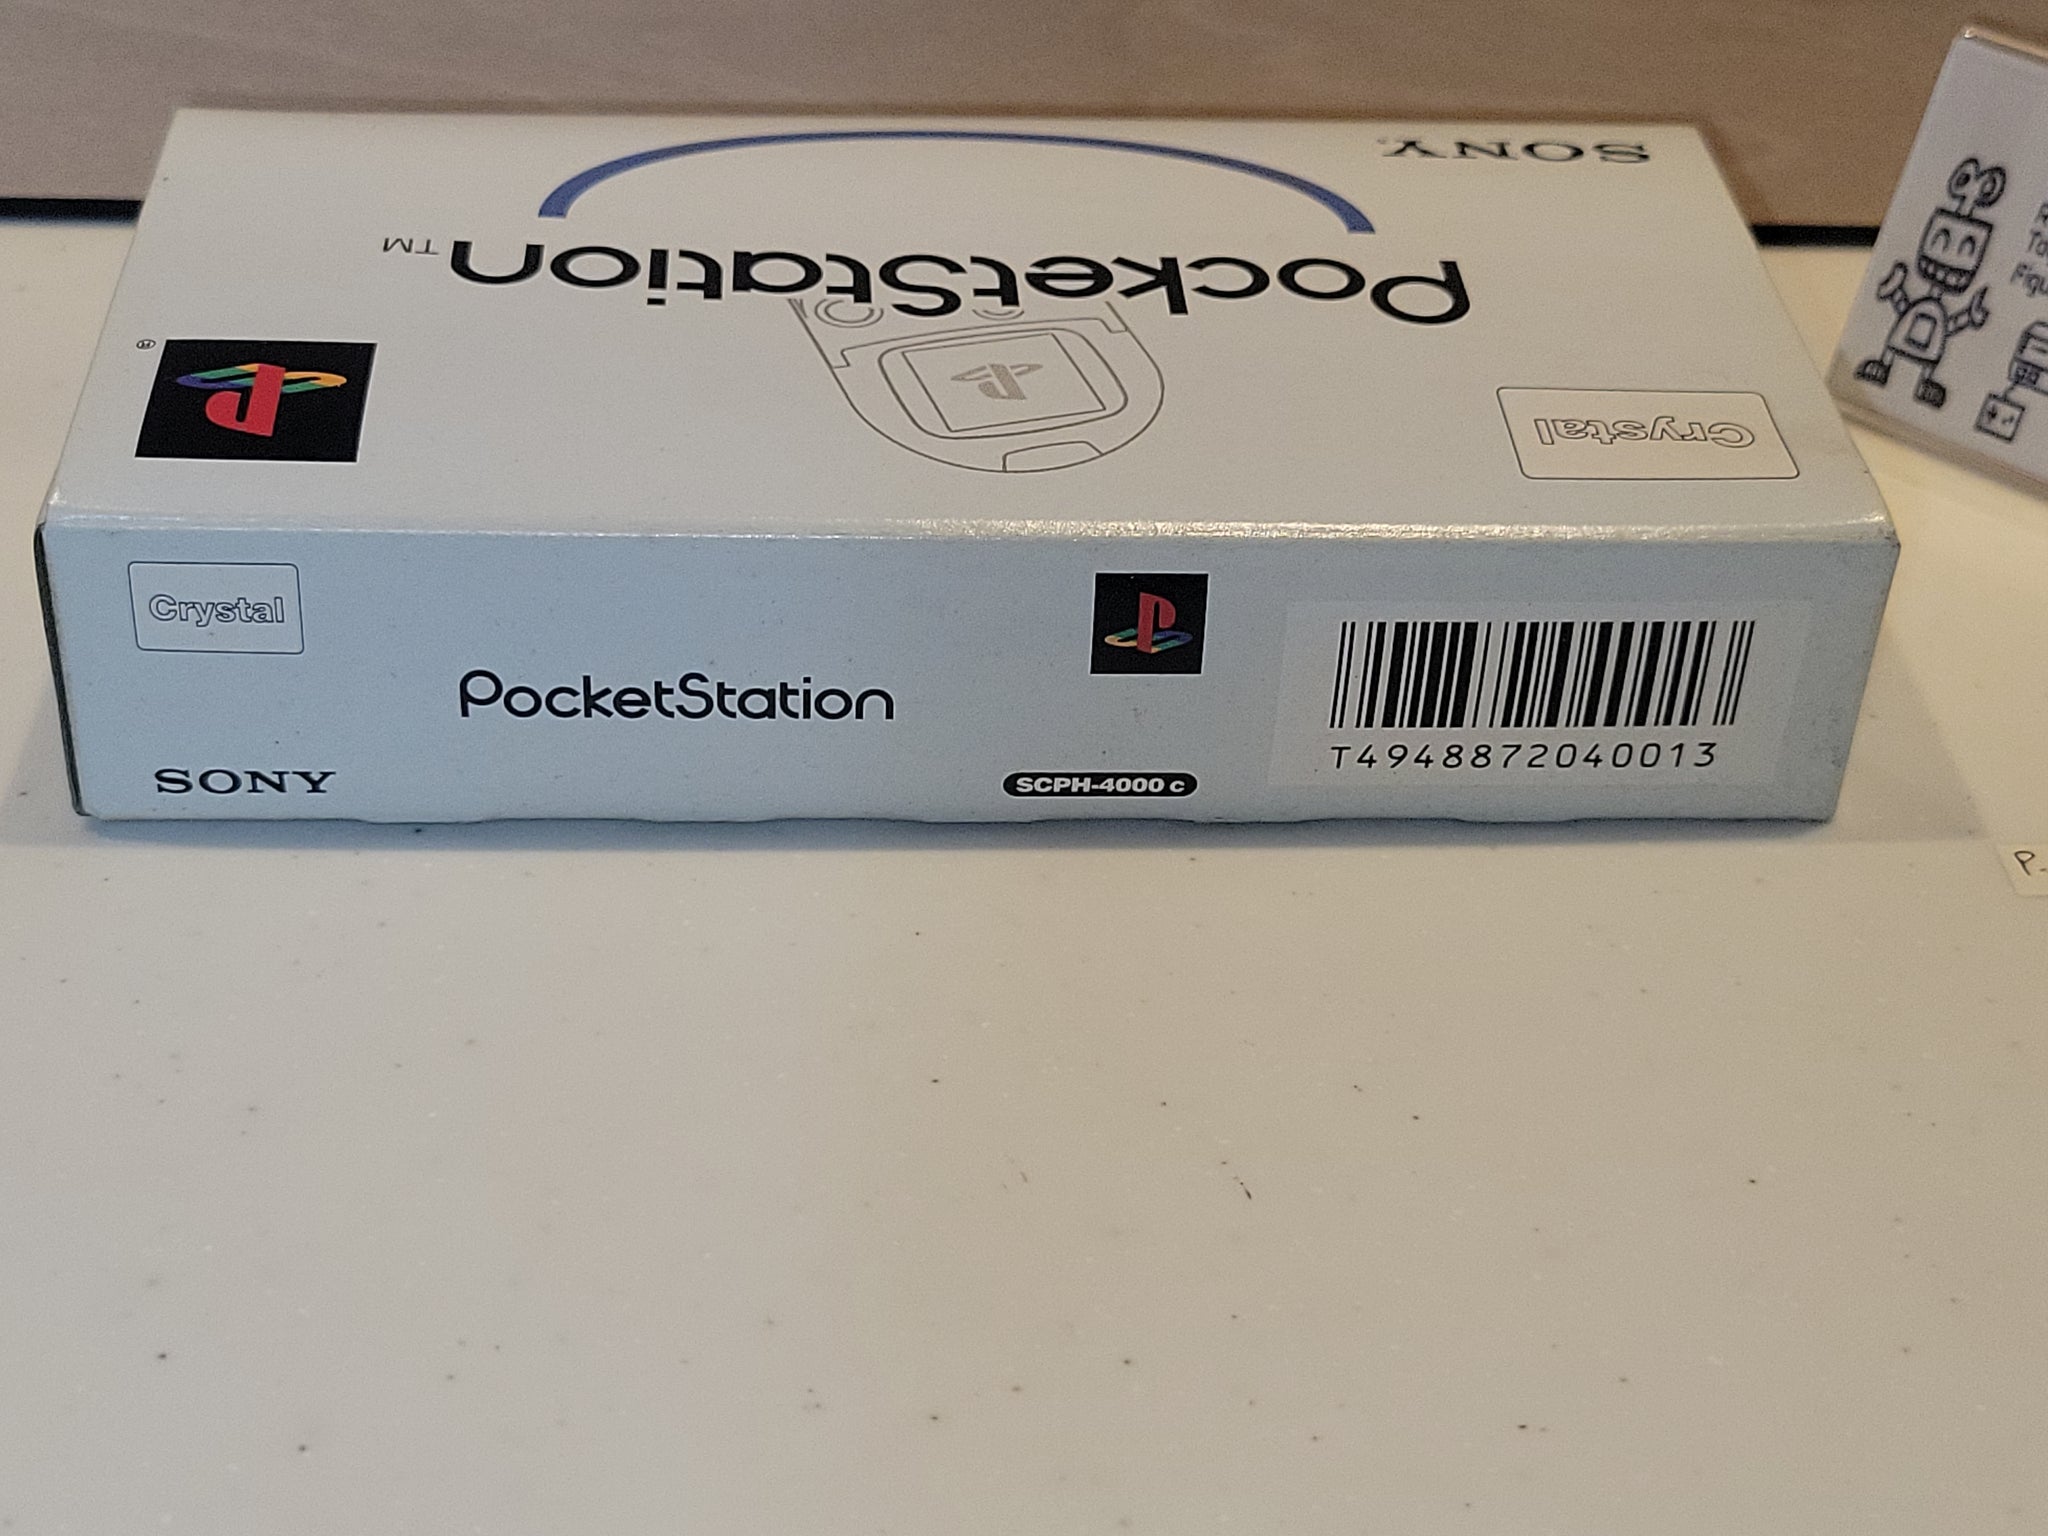 SONY®
PocketStation™
®
Crystal
Crystal
PocketStation
SONY
SCPH-4000 c
T4948872040013